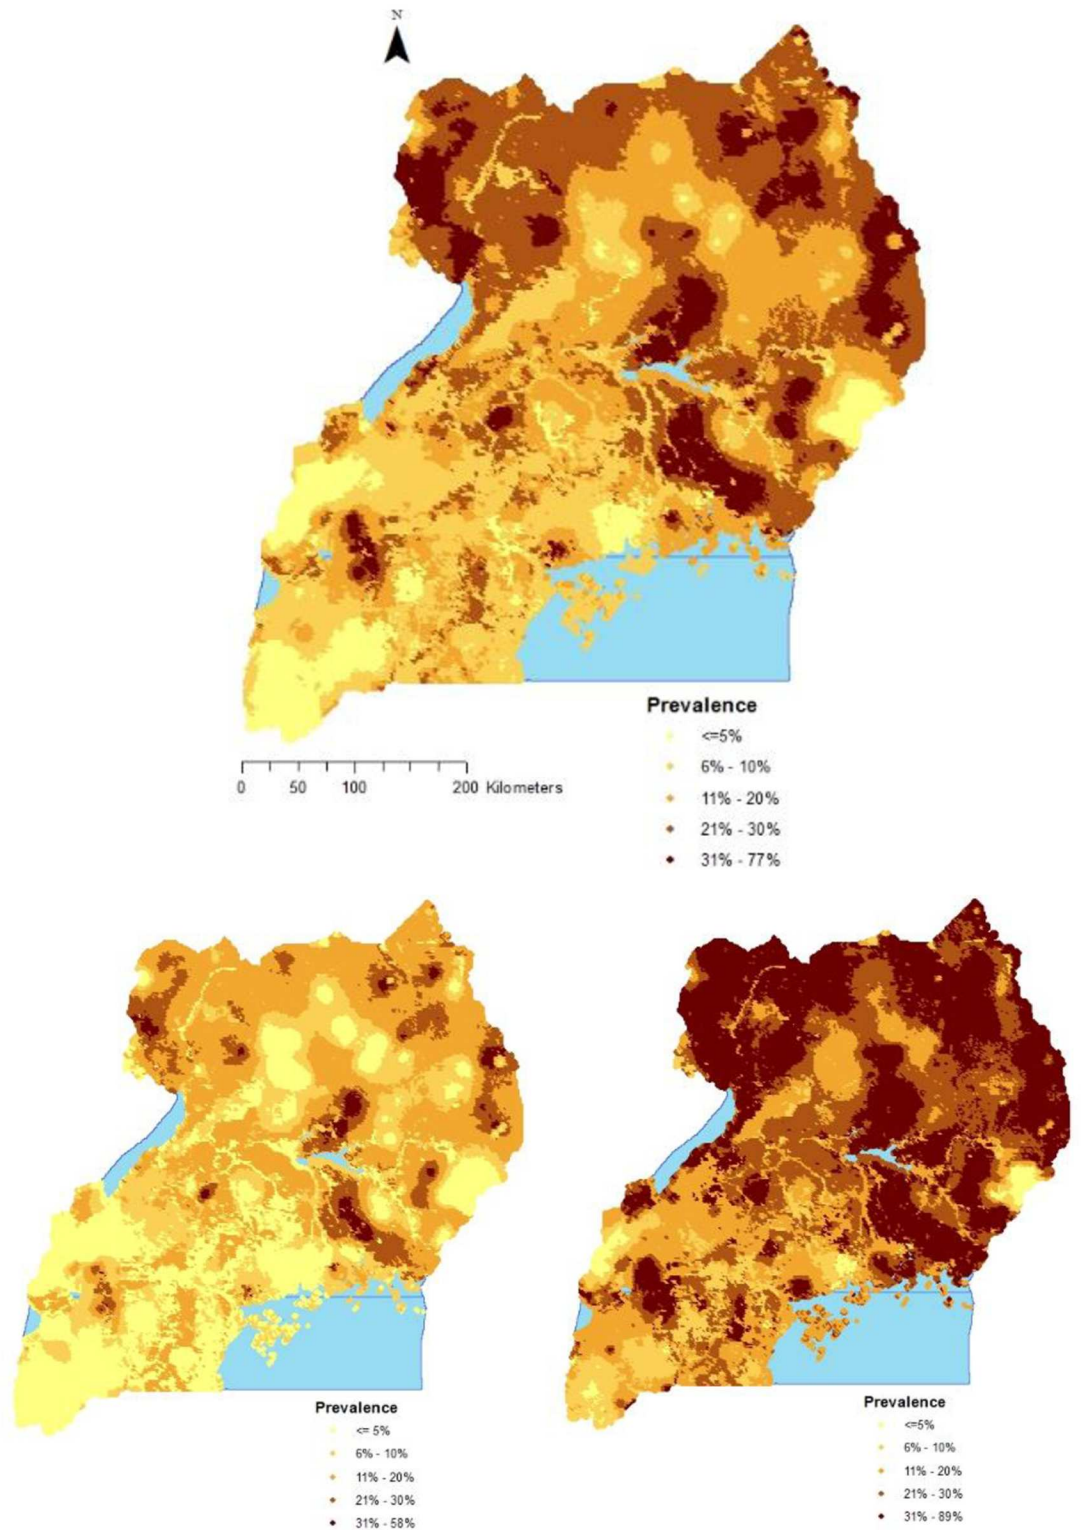 N
Prevalence
<=5%
6% - 10%
11% - 20%
21% - 30%
31% - 77%
0 50 100 200 Kilometers
Prevalence
<= 5%
6% - 10%
11% - 20%
21% - 30%
31% - 58%
Prevalence
<=5%
6% - 10%
11% - 20%
21% - 30%
31% - 89%